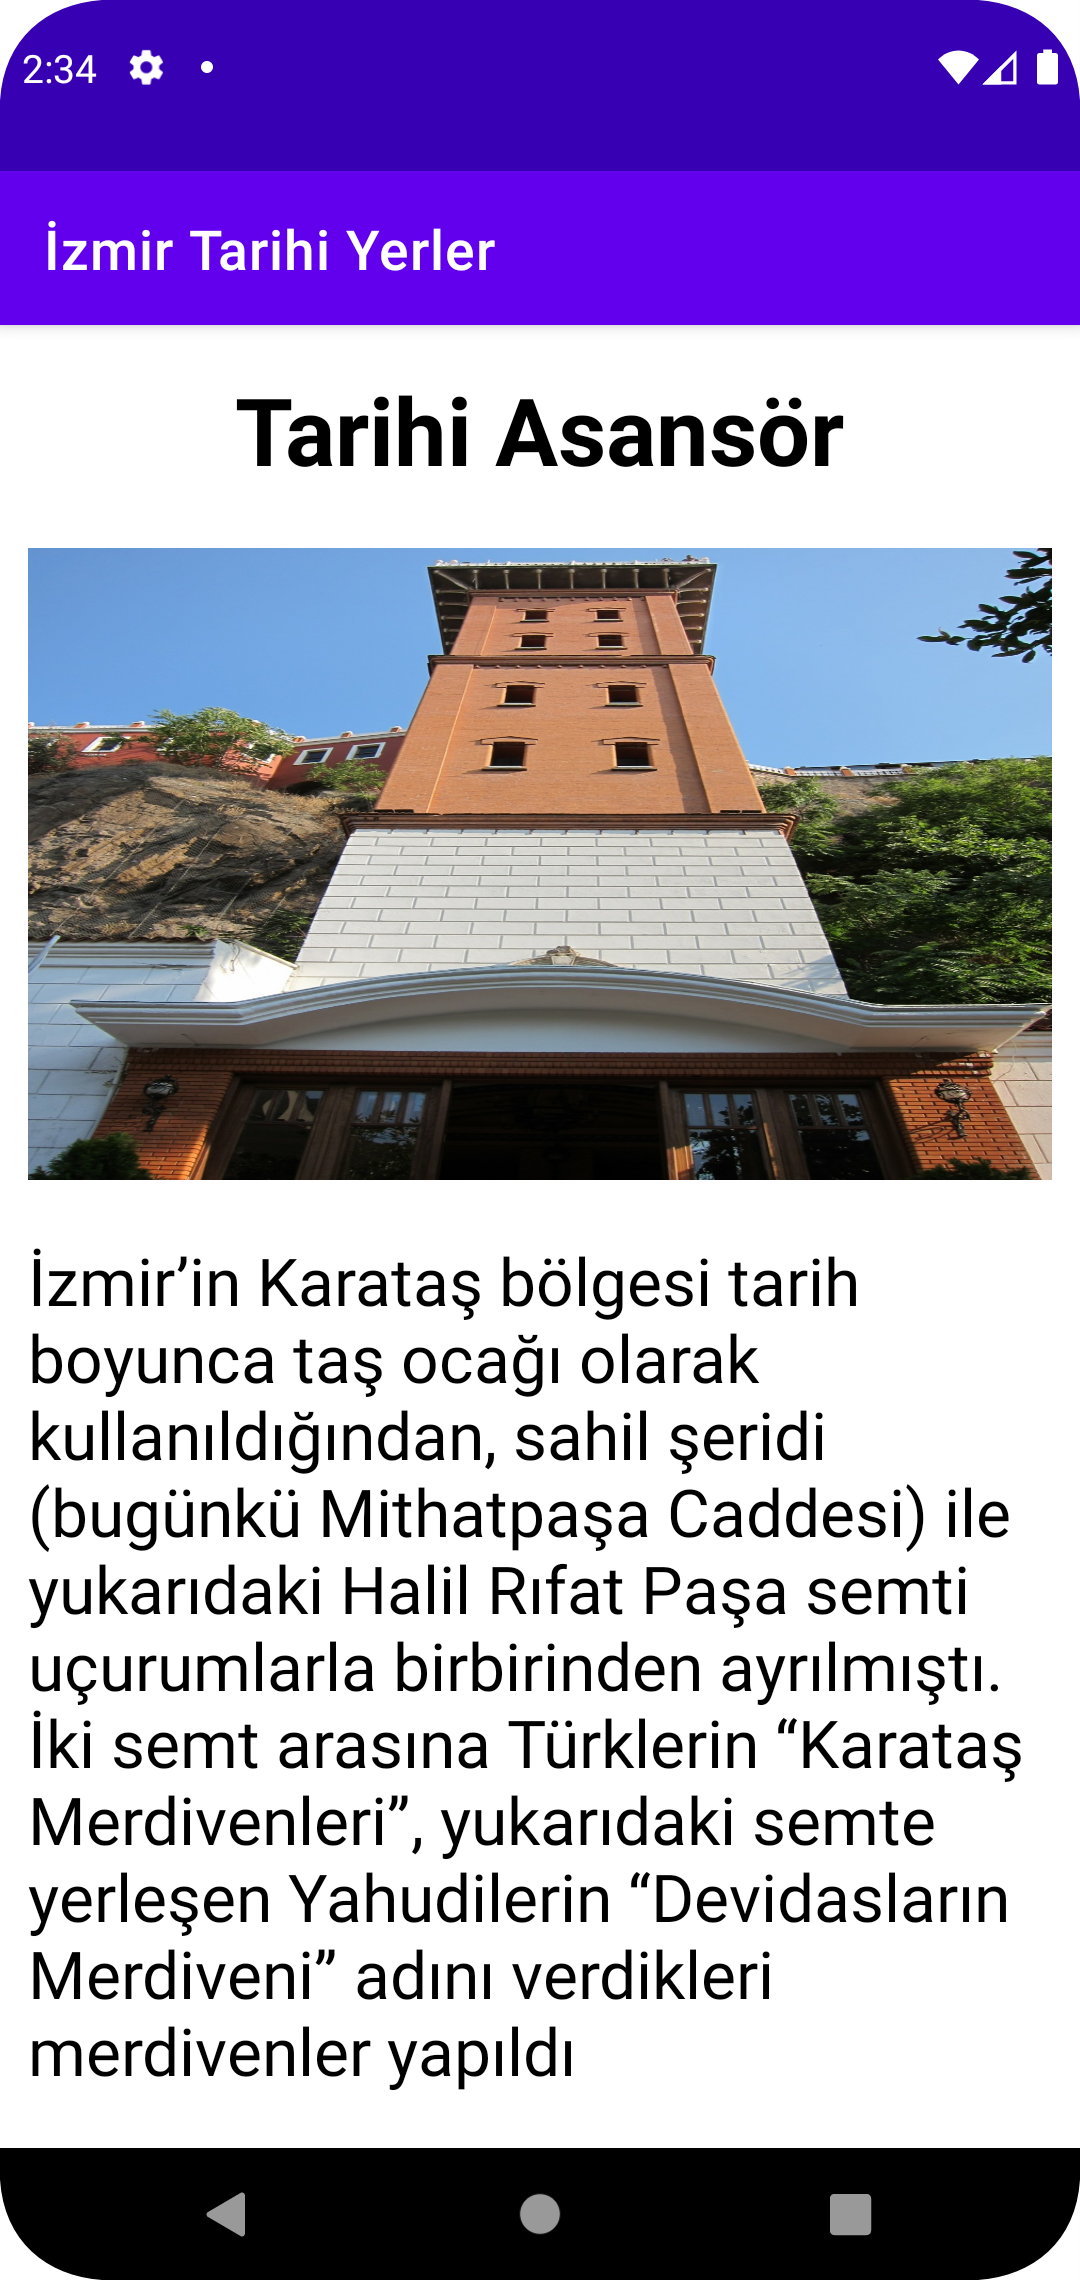 2:34
İzmir Tarihi Yerler
Tarihi Asansör
İzmir’in Karataş bölgesi tarih
boyunca taş ocağı olarak
kullanıldığından, sahil şeridi
(bugünkü Mithatpaşa Caddesi) ile
yukarıdaki Halil Rıfat Paşa semti
uçurumlarla birbirinden ayrılmıştı.
İki semt arasına Türklerin “Karataş
Merdivenleri”, yukarıdaki semte
yerleşen Yahudilerin “Devidasların
Merdiveni” adını verdikleri
merdivenler yapıldı